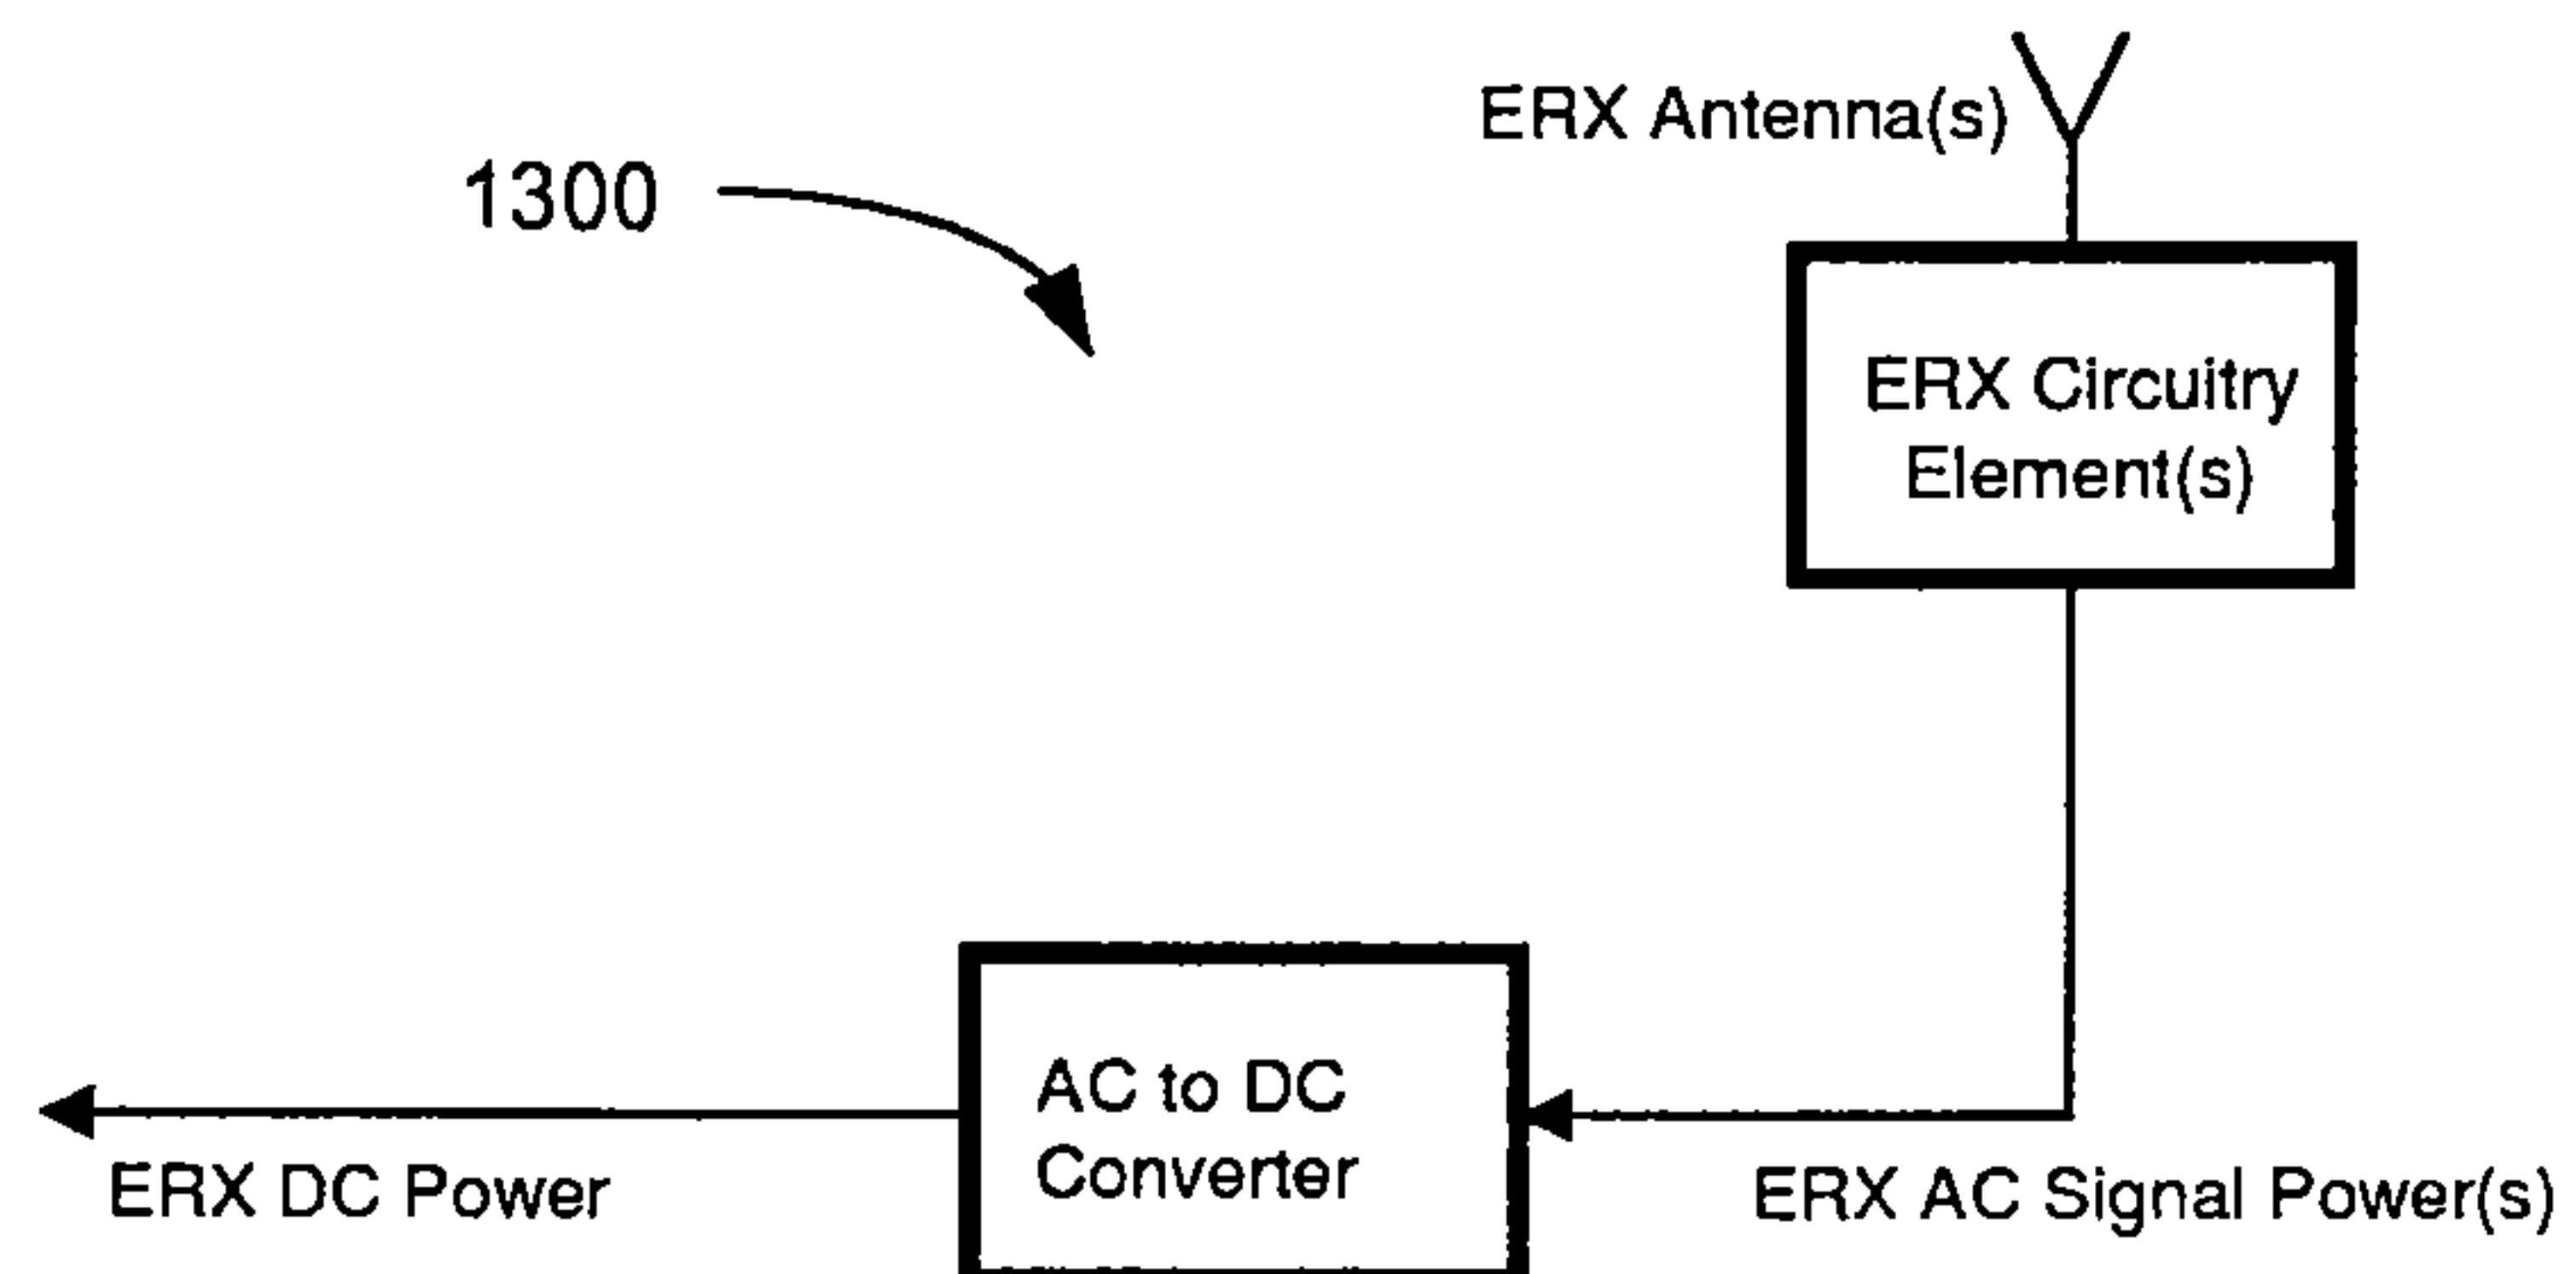 ERX Antenna(s)
1300
ERX Circuitry
Element(s)
AC to DC
Converter
ERX DC Power
ERX AC Signal Power(s)